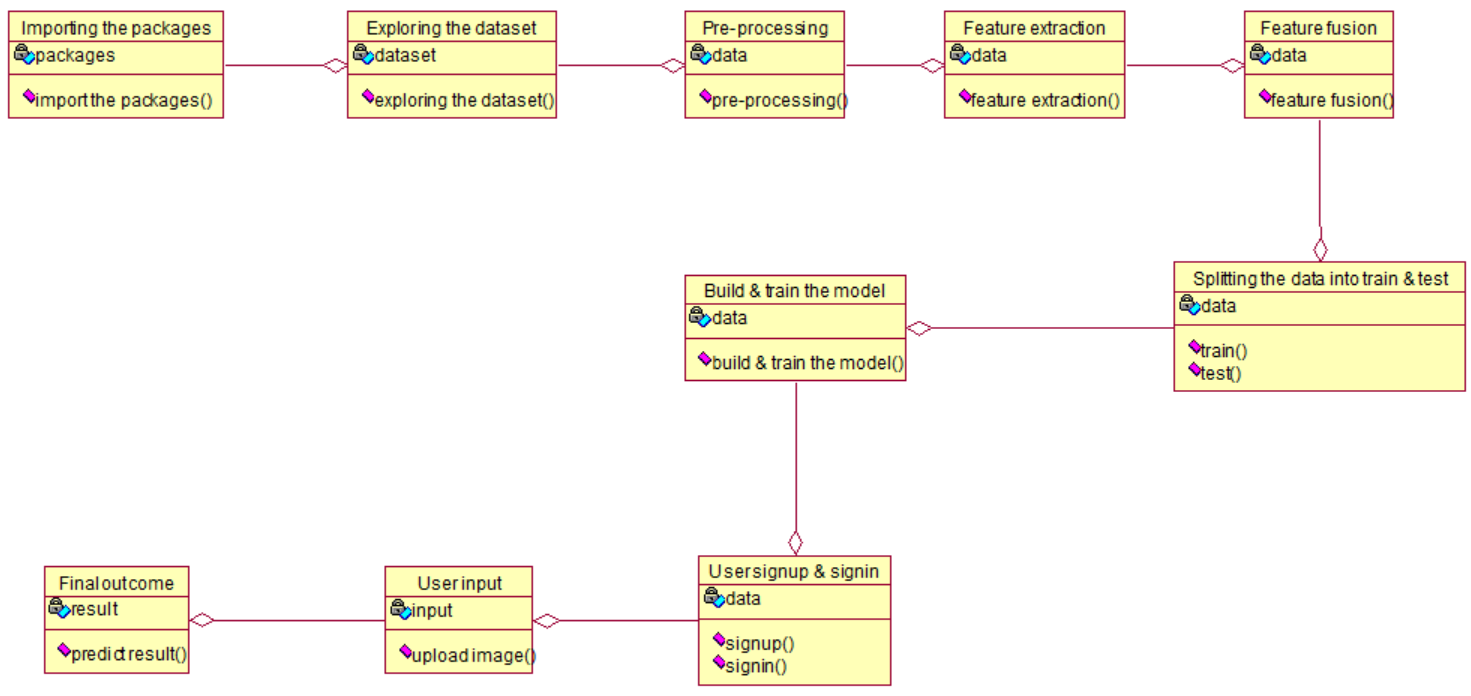 Importing the packages
packages
import the packages()
Exploring the dataset
dataset
exploring the dataset()
Pre-processing
data
pre-processing()
Feature extraction
data
feature extraction()
Feature fusion
data
feature fusion()
Splitting the data into train & test
data
train()
test()
Build & train the model
data
build & train the model()
User signup & signin
data
signup()
signin()
User input
input
upload image()
Final outcome
result
predict result()